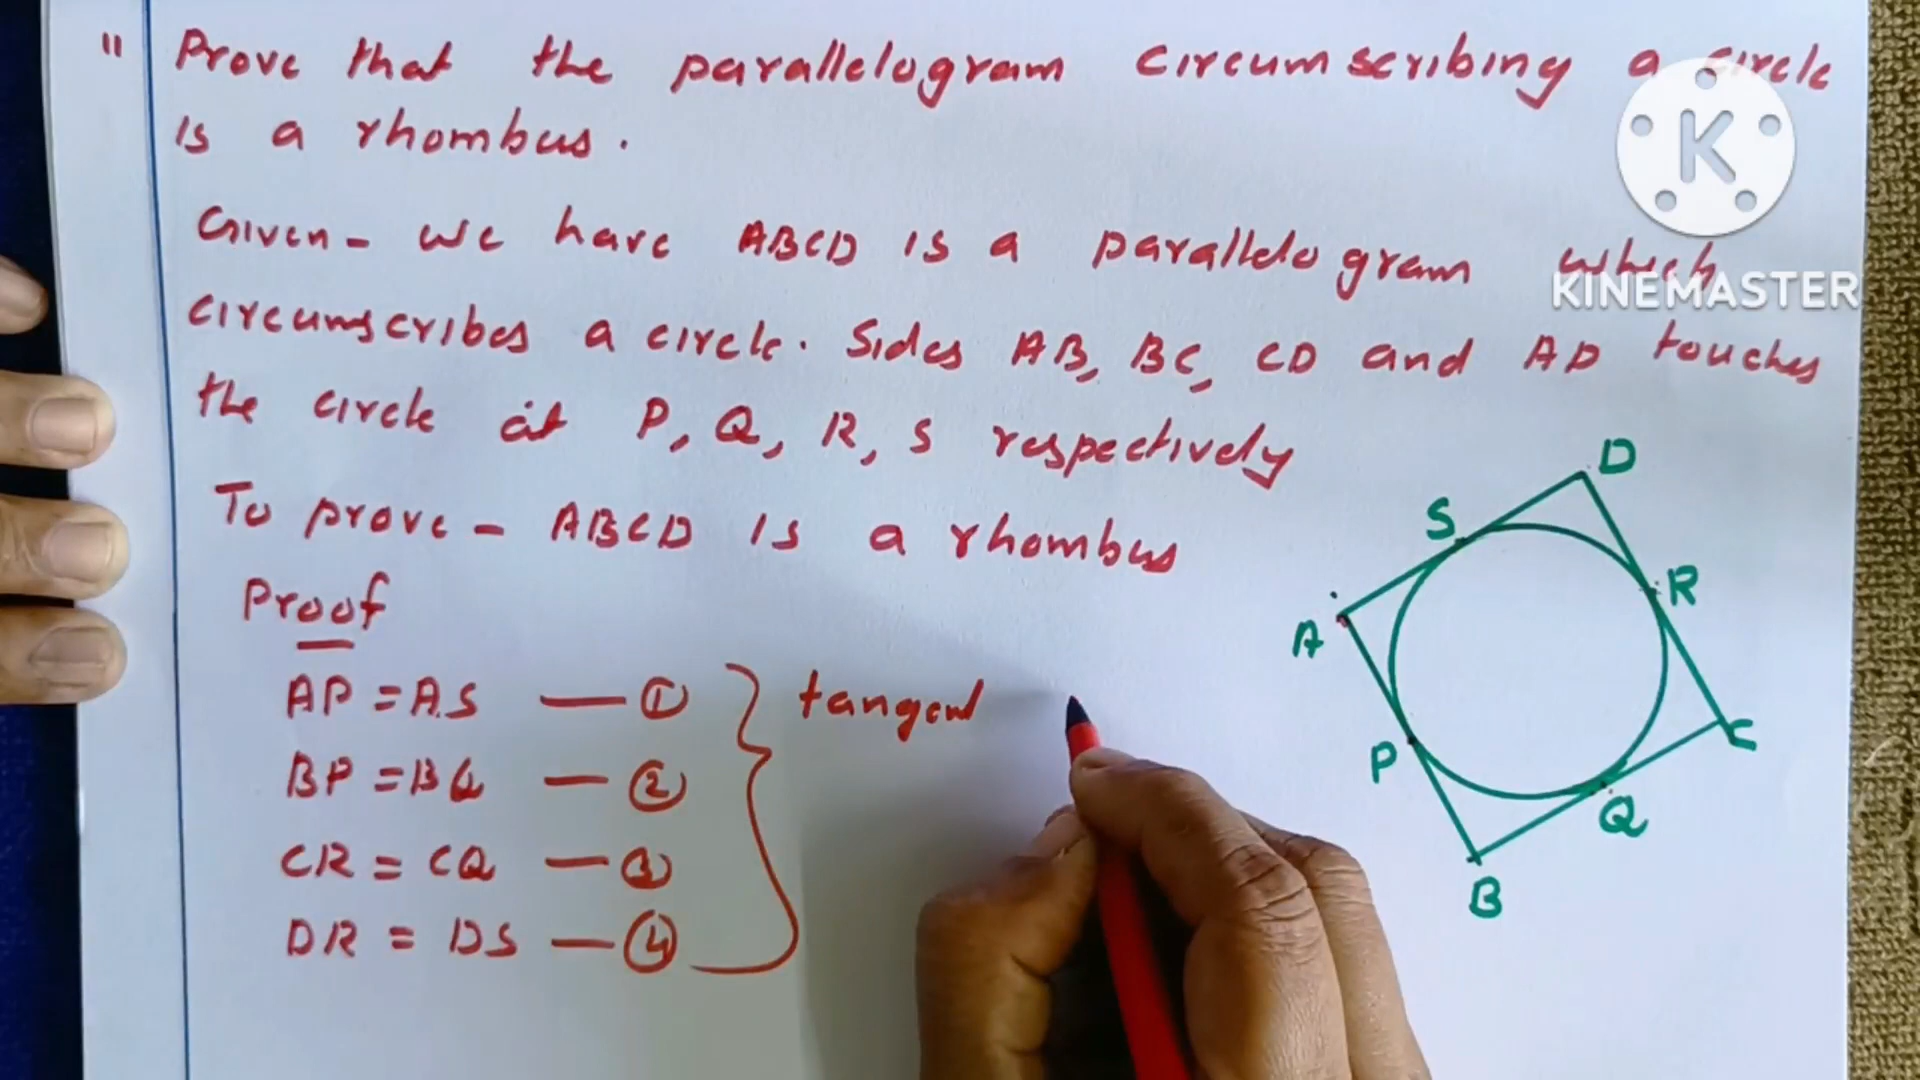 " Prove that the parallelogram circumscribing a circle
is a rhombus.
Given - we have ABCD is a parallelogram which
circumscribes a circle. Sides AB, BC, CD and AD touches
the circle at P, Q, R, S respectively
To prove - ABCD is a rhombus
Proof
AP = AS — ①
BP = BQ — ②
CR = CQ — ③
DR = DS — ④
tangent
K
KINEMASTER
D
S
R
A
P
C
Q
B